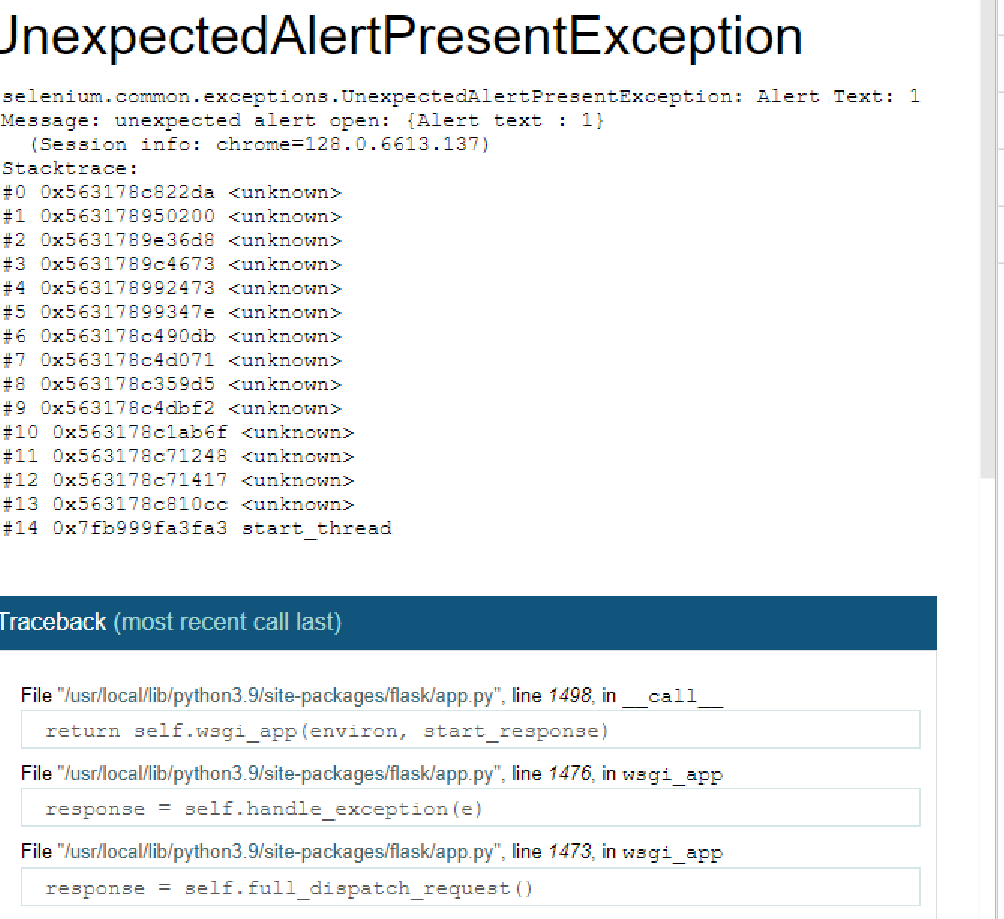 UnexpectedAlertPresentException
selenium.common.exceptions.UnexpectedAlertPresentException: Alert Text: 1
Message: unexpected alert open: {Alert text : 1}
(Session info: chrome=128.0.6613.137)
Stacktrace:
#0 0x563178c822da <unknown>
#1 0x563178950200 <unknown>
#2 0x5631789e36d8 <unknown>
#3 0x5631789c4673 <unknown>
#4 0x563178992473 <unknown>
#5 0x56317899347e <unknown>
#6 0x563178c490db <unknown>
#7 0x563178c4d071 <unknown>
#8 0x563178c359d5 <unknown>
#9 0x563178c4dbf2 <unknown>
#10 0x563178c1ab6f <unknown>
#11 0x563178c71248 <unknown>
#12 0x563178c71417 <unknown>
#13 0x563178c810cc <unknown>
#14 0x7fb999fa3fa3 start_thread
Traceback (most recent call last)
File "/usr/local/lib/python3.9/site-packages/flask/app.py", line 1498, in __call__
return self.wsgi_app(environ, start_response)
File "/usr/local/lib/python3.9/site-packages/flask/app.py", line 1476, in wsgi_app
response = self.handle_exception(e)
File "/usr/local/lib/python3.9/site-packages/flask/app.py", line 1473, in wsgi_app
response = self.full_dispatch_request()